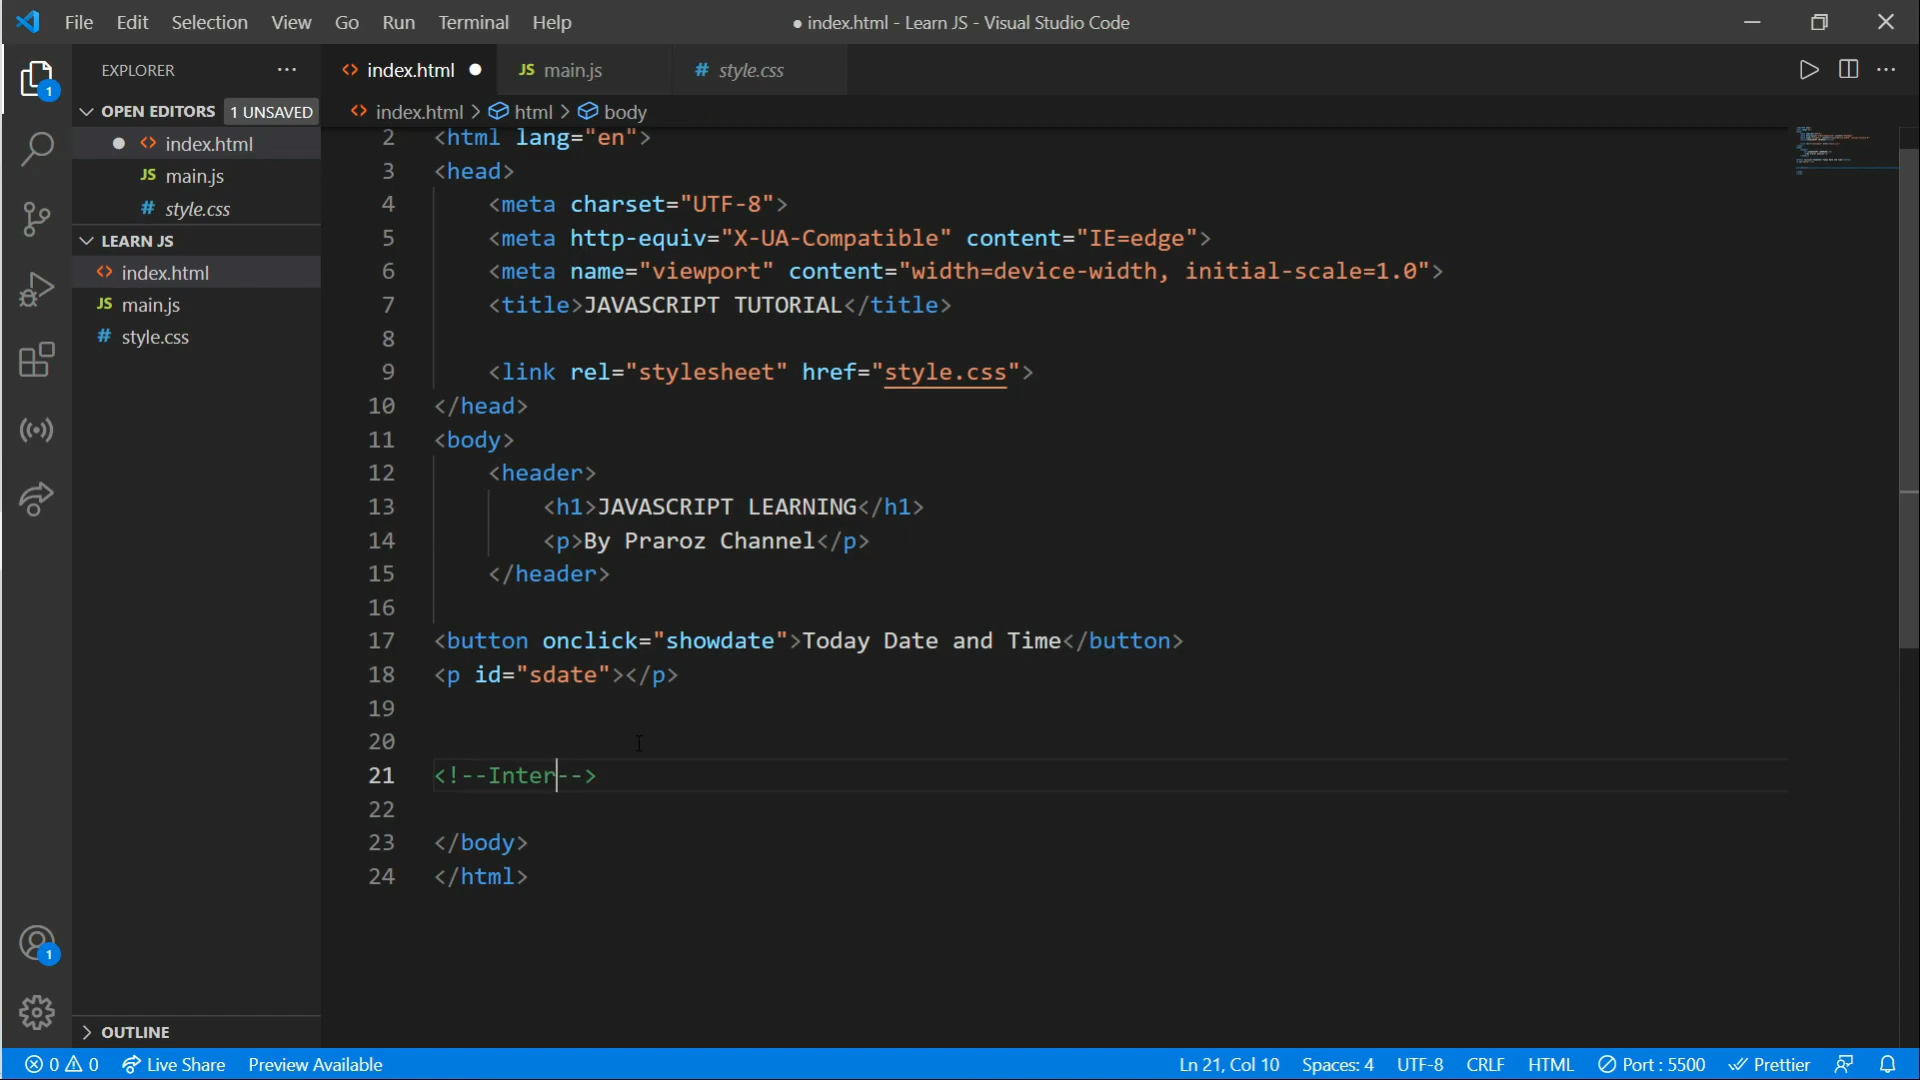 File Edit Selection View Go Run Terminal Help
● index.html - Learn JS - Visual Studio Code
EXPLORER ···
<> index.html ●
JS main.js
# style.css
1
OPEN EDITORS 1 UNSAVED
● <> index.html
JS main.js
# style.css
LEARN JS
<> index.html
JS main.js
# style.css
<> index.html > html > body
2 <html lang="en">
3 <head>
4 <meta charset="UTF-8">
5 <meta http-equiv="X-UA-Compatible" content="IE=edge">
6 <meta name="viewport" content="width=device-width, initial-scale=1.0">
7 <title>JAVASCRIPT TUTORIAL</title>
8
9 <link rel="stylesheet" href="style.css">
10 </head>
11 <body>
12 <header>
13 <h1>JAVASCRIPT LEARNING</h1>
14 <p>By Praroz Channel</p>
15 </header>
16
17 <button onclick="showdate">Today Date and Time</button>
18 <p id="sdate"></p>
19
20
21 <!--Inter-->
22
23 </body>
24 </html>
1
OUTLINE
0 0 Live Share Preview Available
Ln 21, Col 10 Spaces: 4 UTF-8 CRLF HTML Port : 5500 Prettier